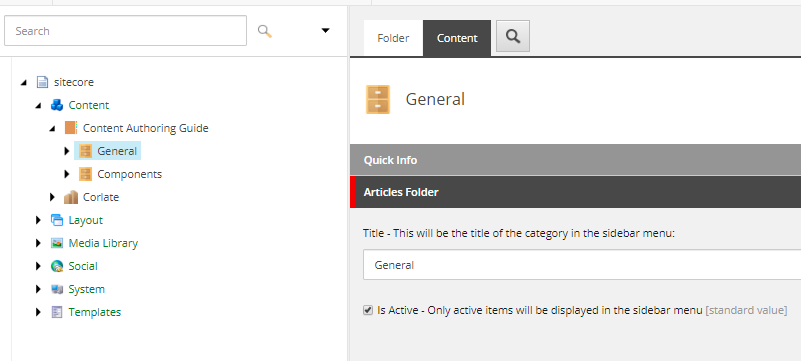 Search
sitecore
Content
Content Authoring Guide
General
Components
Corlate
Layout
Media Library
Social
System
Templates
Folder
Content
General
Quick Info
Articles Folder
Title - This will be the title of the category in the sidebar menu:
General
Is Active - Only active items will be displayed in the sidebar menu [standard value]